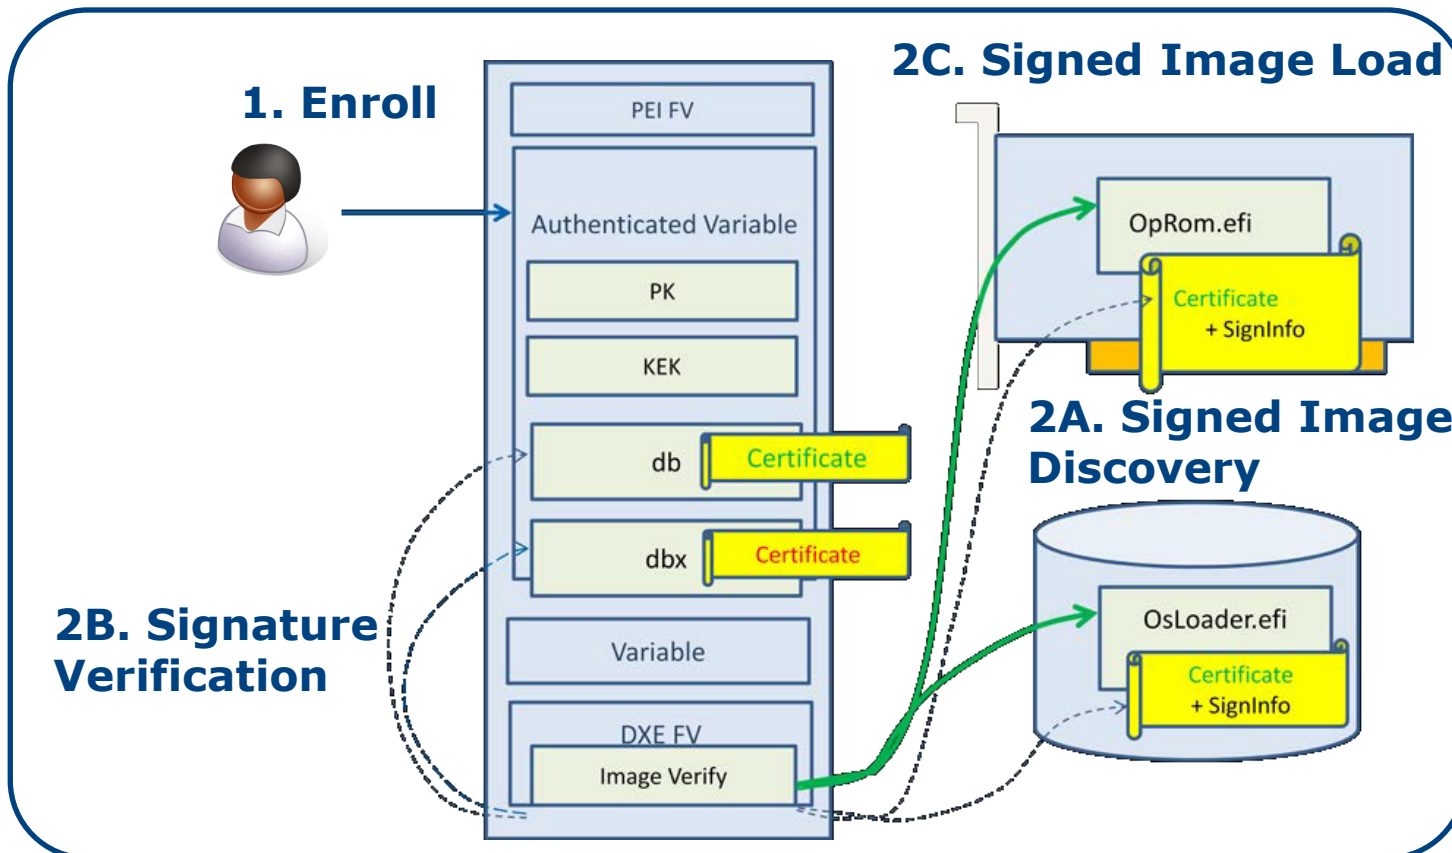 1. Enroll
PEI FV
Authenticated Variable
PK
KEK
db
Certificate
dbx
Certificate
Variable
DXE FV
Image Verify
2B. Signature
Verification
2C. Signed Image Load
OpRom.efi
Certificate
+ SignInfo
2A. Signed Image
Discovery
OsLoader.efi
Certificate
+ SignInfo